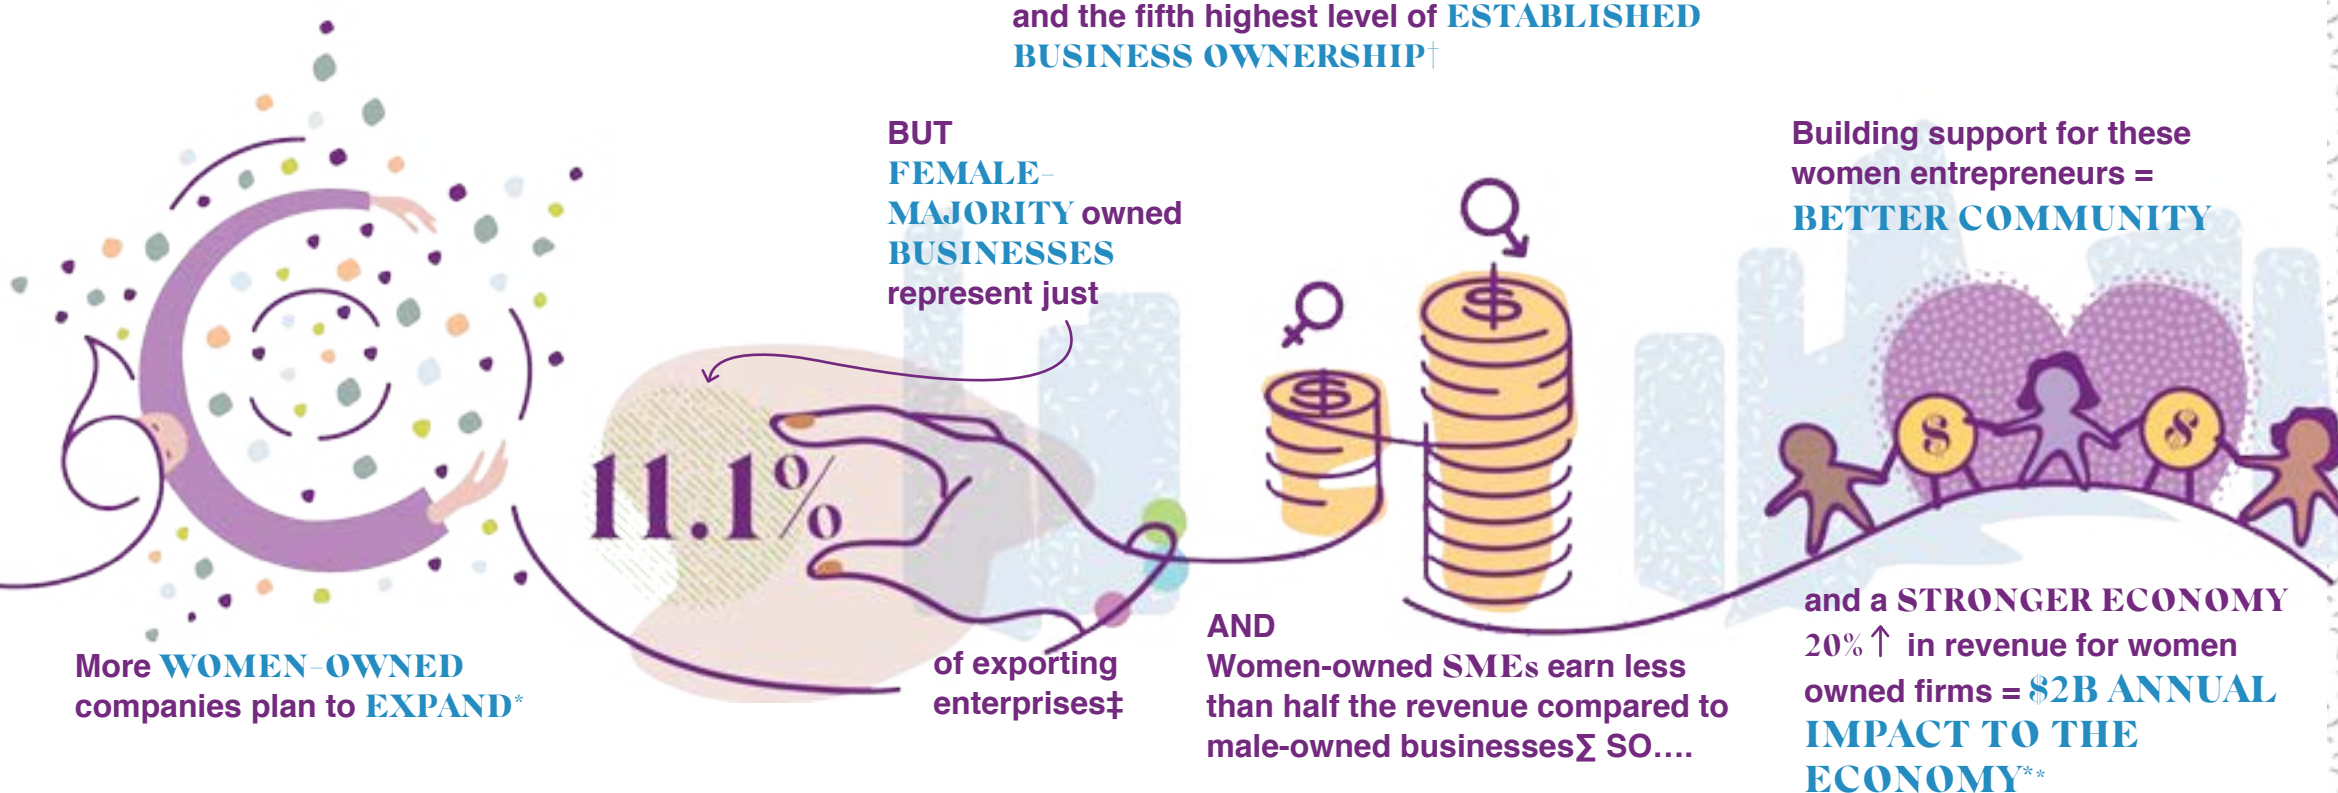 and the fifth highest level of ESTABLISHED
BUSINESS OWNERSHIP†
More WOMEN-OWNED
companies plan to EXPAND*
BUT
FEMALE-
MAJORITY owned
BUSINESSES
represent just
11.1%
of exporting
enterprises‡
$
$
AND
Women-owned SMEs earn less
than half the revenue compared to
male-owned businesses∑ SO....
Building support for these
women entrepreneurs =
BETTER COMMUNITY
$
$
and a STRONGER ECONOMY
20%↑ in revenue for women
owned firms = $2B ANNUAL
IMPACT TO THE
ECONOMY**